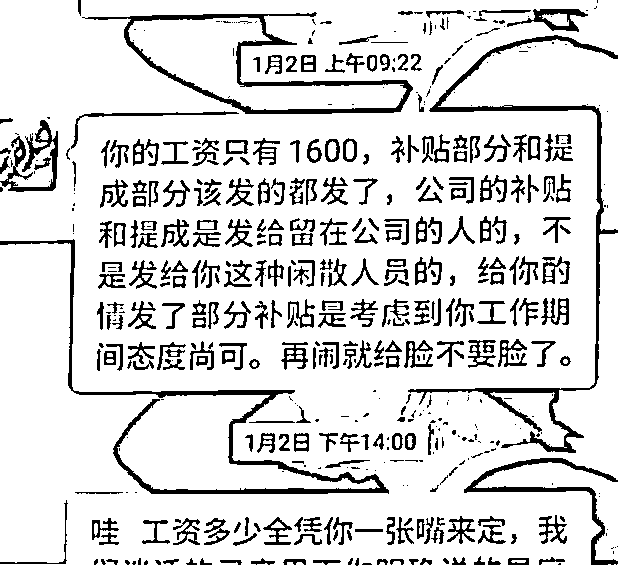 1月2日 上午09:22
你的工资只有1600，补贴部分和提
成部分该发的都发了，公司的补贴
和提成是发给留在公司的人的，不
是发给你这种闲散人员的，给你酌
情发了部分补贴是考虑到你工作期
间态度尚可。再闹就给脸不要脸了。
1月2日 下午14:00
哇 工资多少全凭你一张嘴来定，我